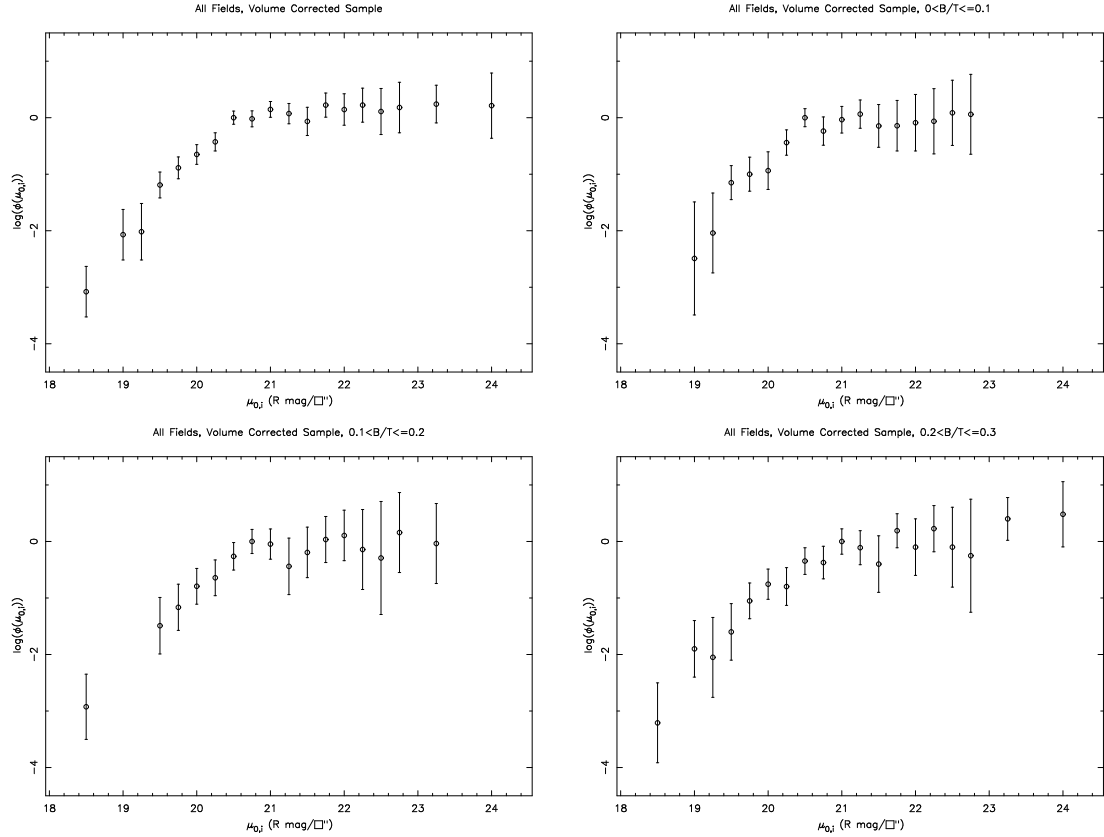 All Fields, Volume Corrected Sample
log(ϕ(μ0,i))
0
−2
−4
18 19 20 21 22 23 24
μ0,i (R mag/□'')
All Fields, Volume Corrected Sample, 0<B/T<=0.1
log(ϕ(μ0,i))
0
−2
−4
18 19 20 21 22 23 24
μ0,i (R mag/□'')
All Fields, Volume Corrected Sample, 0.1<B/T<=0.2
log(ϕ(μ0,i))
0
−2
−4
18 19 20 21 22 23 24
μ0,i (R mag/□'')
All Fields, Volume Corrected Sample, 0.2<B/T<=0.3
log(ϕ(μ0,i))
0
−2
−4
18 19 20 21 22 23 24
μ0,i (R mag/□'')